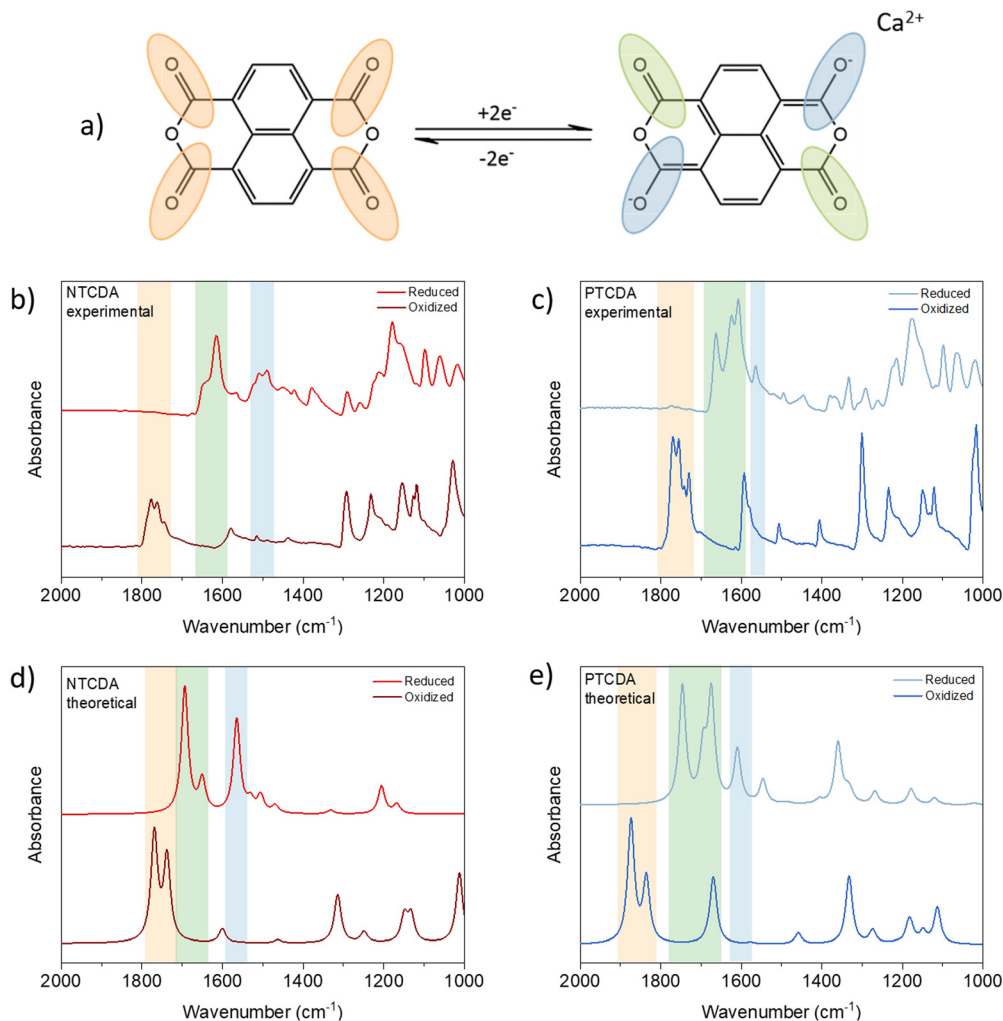 a)
O
O
O
O
O
O
+2e⁻
-2e⁻
Ca²⁺
O
O⁻
O
O
⁻O
O
b)
NTCDA
experimental
Reduced
Oxidized
Absorbance
2000 1800 1600 1400 1200 1000
Wavenumber (cm⁻¹)
c)
PTCDA
experimental
Reduced
Oxidized
Absorbance
2000 1800 1600 1400 1200 1000
Wavenumber (cm⁻¹)
d)
NTCDA
theoretical
Reduced
Oxidized
Absorbance
2000 1800 1600 1400 1200 1000
Wavenumber (cm⁻¹)
e)
PTCDA
theoretical
Reduced
Oxidized
Absorbance
2000 1800 1600 1400 1200 1000
Wavenumber (cm⁻¹)